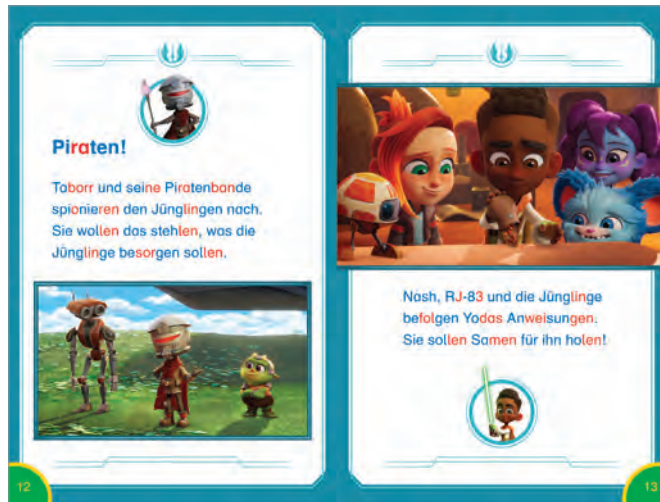 Piraten!
Taborr und seine Piratenbande
spionieren den Jünglingen nach.
Sie wollen das stehlen, was die
Jünglinge besorgen sollen.
12
Nash, RJ-83 und die Jünglinge
befolgen Yodas Anweisungen.
Sie sollen Samen für ihn holen!
13